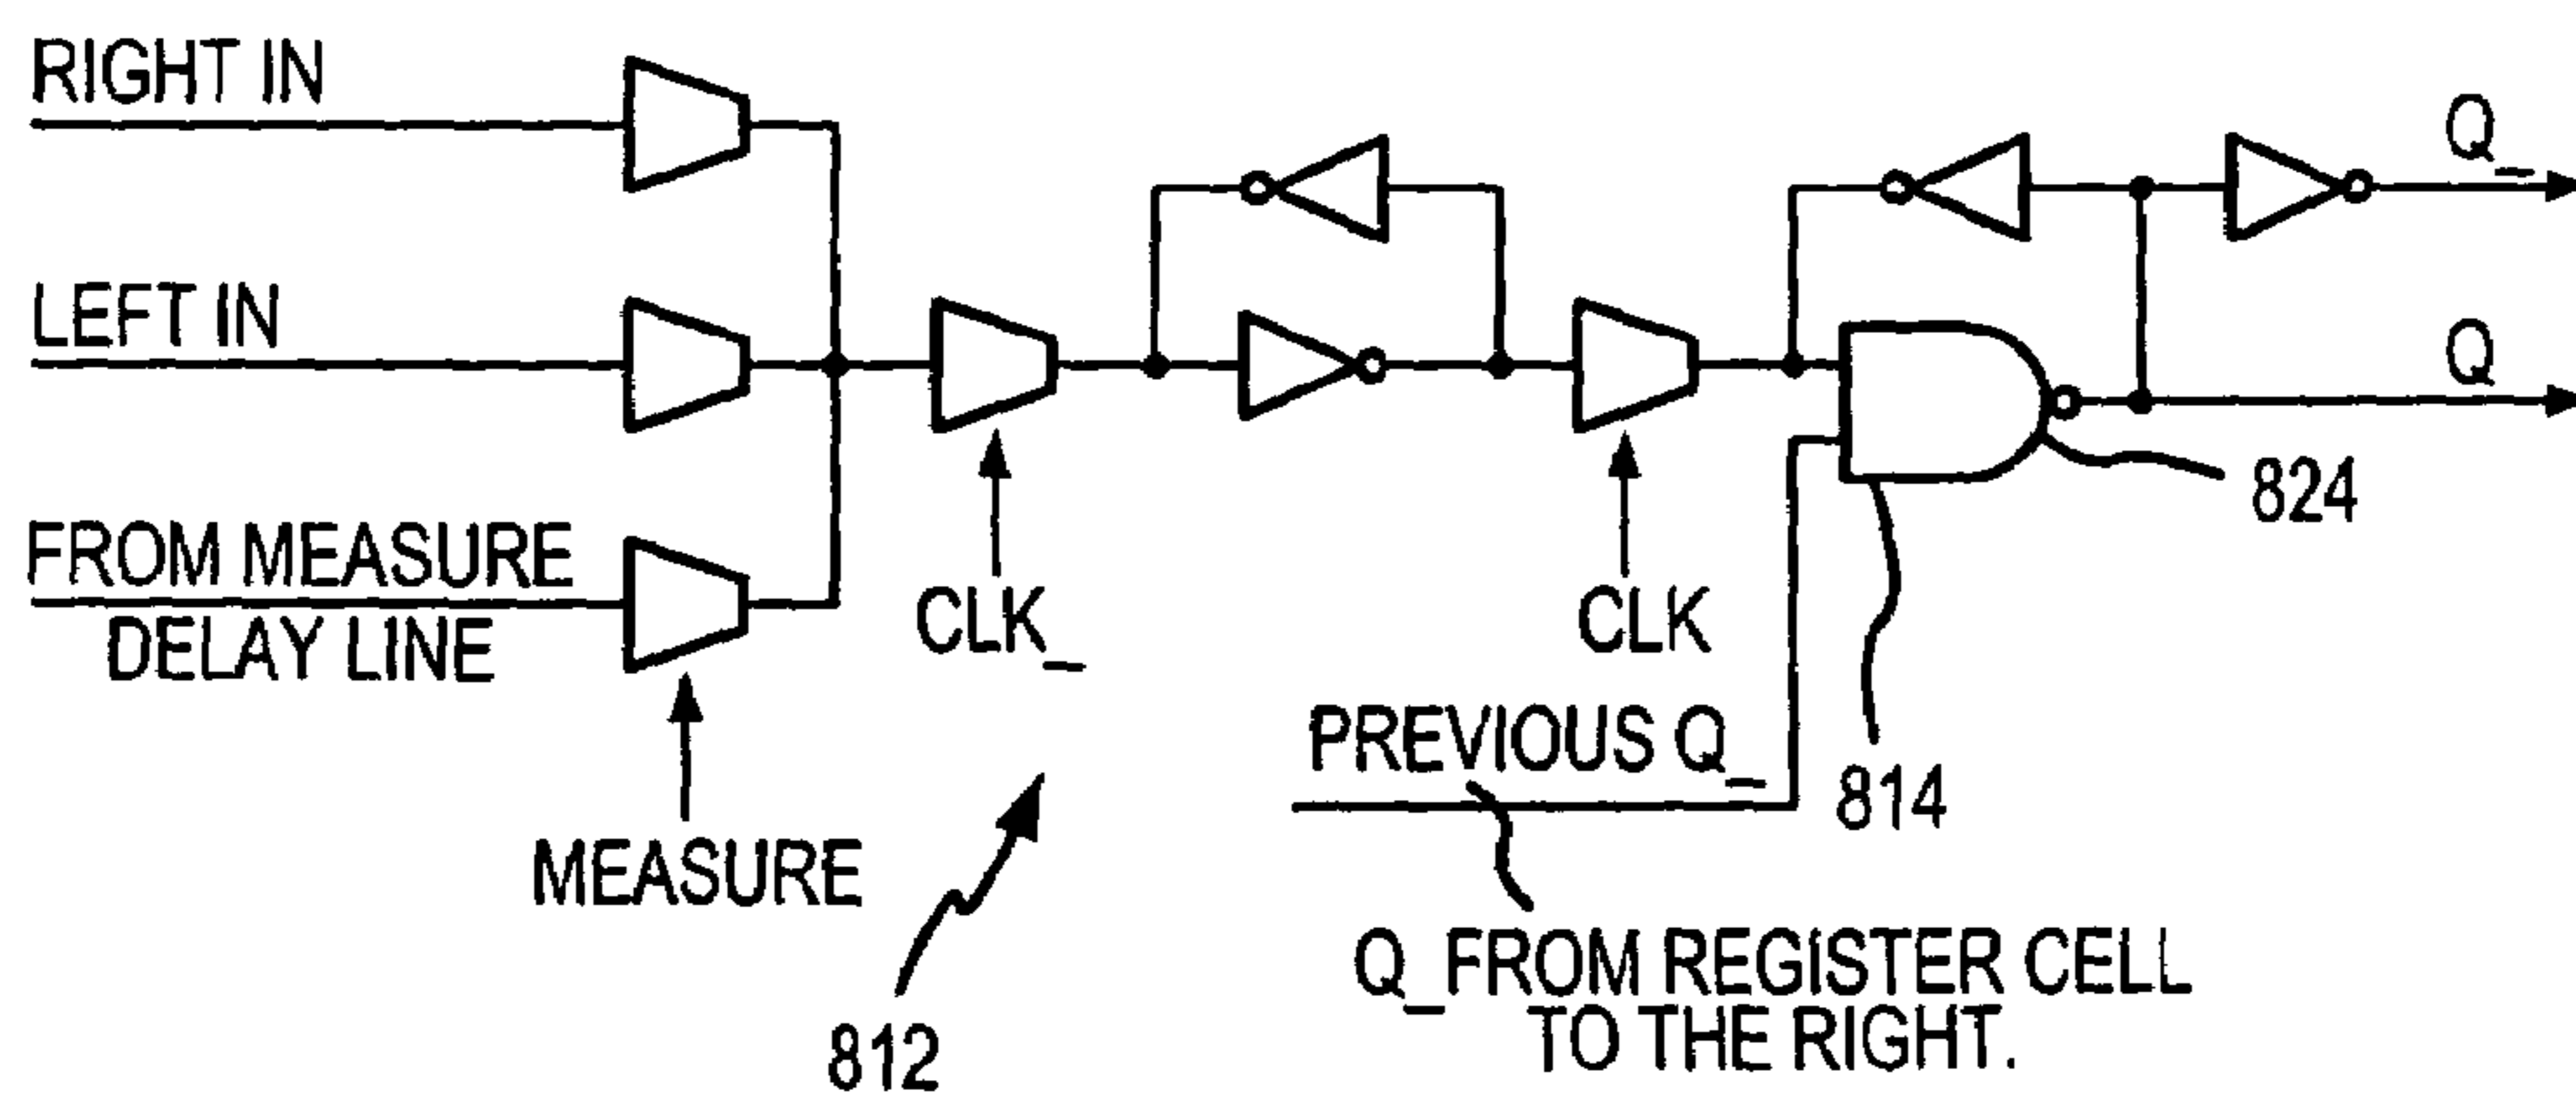 RIGHT IN
Q_
LEFT IN
Q
824
FROM MEASURE
DELAY LINE
CLK_
CLK
PREVIOUS Q_
814
MEASURE
Q_FROM REGISTER CELL
TO THE RIGHT.
812